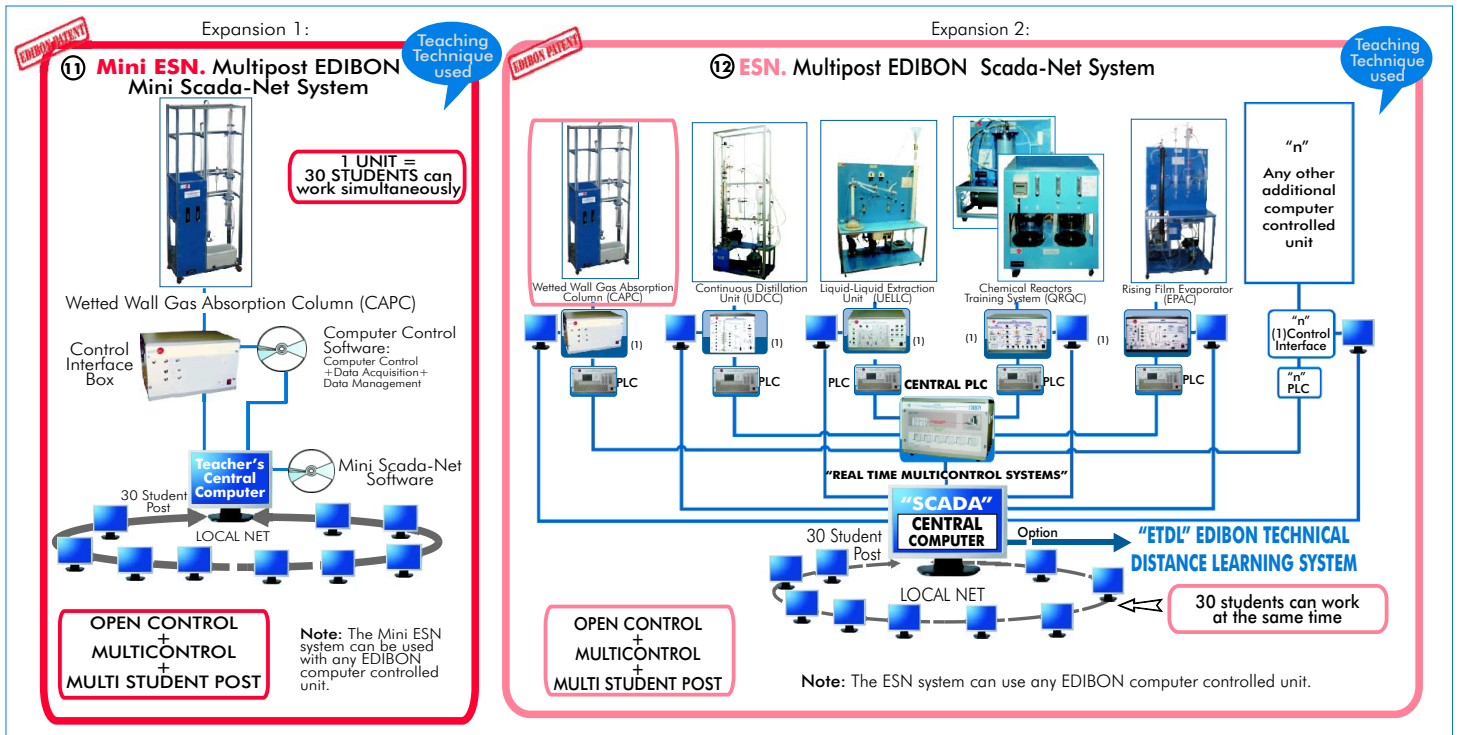 Expansion 1:
EDIBON PATENT
Teaching
Technique
used
11 Mini ESN. Multipost EDIBON
Mini Scada-Net System
1 UNIT =
30 STUDENTS can
work simultaneously
Wetted Wall Gas Absorption Column (CAPC)
Control
Interface
Box
Computer Control
Software:
Computer Control
+Data Acquisition+
Data Management
Teacher's
Central
Computer
Mini Scada-Net
Software
30 Student
Post
LOCAL NET
OPEN CONTROL
+
MULTICONTROL
+
MULTI STUDENT POST
Note: The Mini ESN
system can be used
with any EDIBON
computer controlled
unit.
Expansion 2:
EDIBON PATENT
Teaching
Technique
used
12 ESN. Multipost EDIBON Scada-Net System
Wetted Wall Gas Absorption
Column (CAPC)
Continuous Distillation
Unit (UDCC)
Liquid-Liquid Extraction
Unit (UELLC)
Chemical Reactors
Training System (QRQC)
Rising Film Evaporator
(EPAC)
"n"
Any other
additional
computer
controlled
unit
(1)
(1)
(1)
(1)
(1)
"n"
(1)Control
Interface
PLC
PLC
PLC
PLC
PLC
"n"
PLC
CENTRAL PLC
"REAL TIME MULTICONTROL SYSTEMS"
"SCADA"
CENTRAL
COMPUTER
30 Student
Post
Option
"ETDL" EDIBON TECHNICAL
DISTANCE LEARNING SYSTEM
LOCAL NET
30 students can work
at the same time
OPEN CONTROL
+
MULTICONTROL
+
MULTI STUDENT POST
Note: The ESN system can use any EDIBON computer controlled unit.